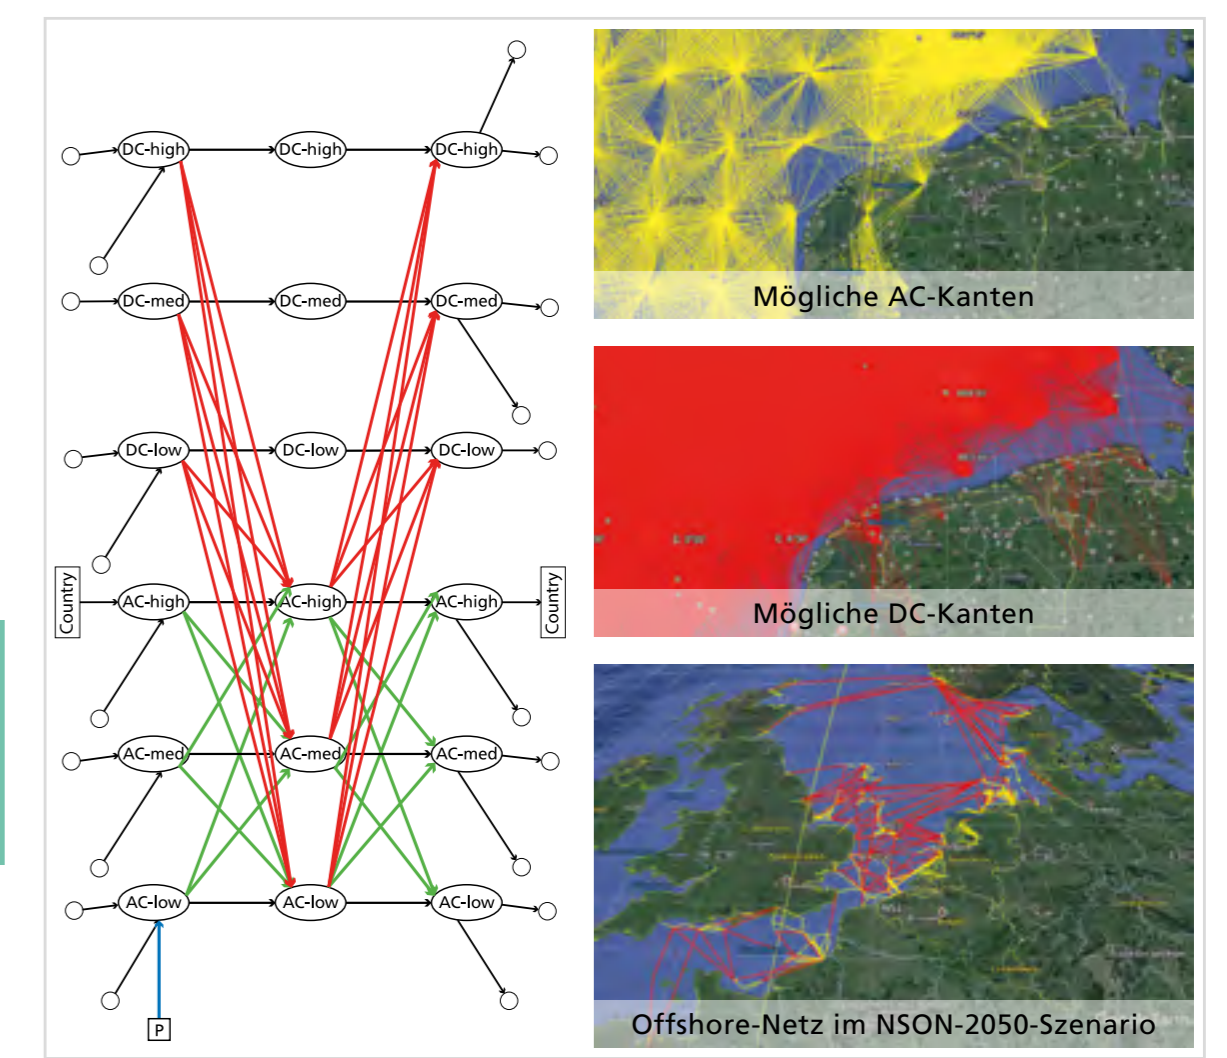 DC-high DC-high DC-high
DC-med DC-med DC-med
DC-low DC-low DC-low
Country AC-high AC-high AC-high Country
AC-med AC-med AC-med
AC-low AC-low AC-low
P
Mögliche AC-Kanten
Mögliche DC-Kanten
Offshore-Netz im NSON-2050-Szenario